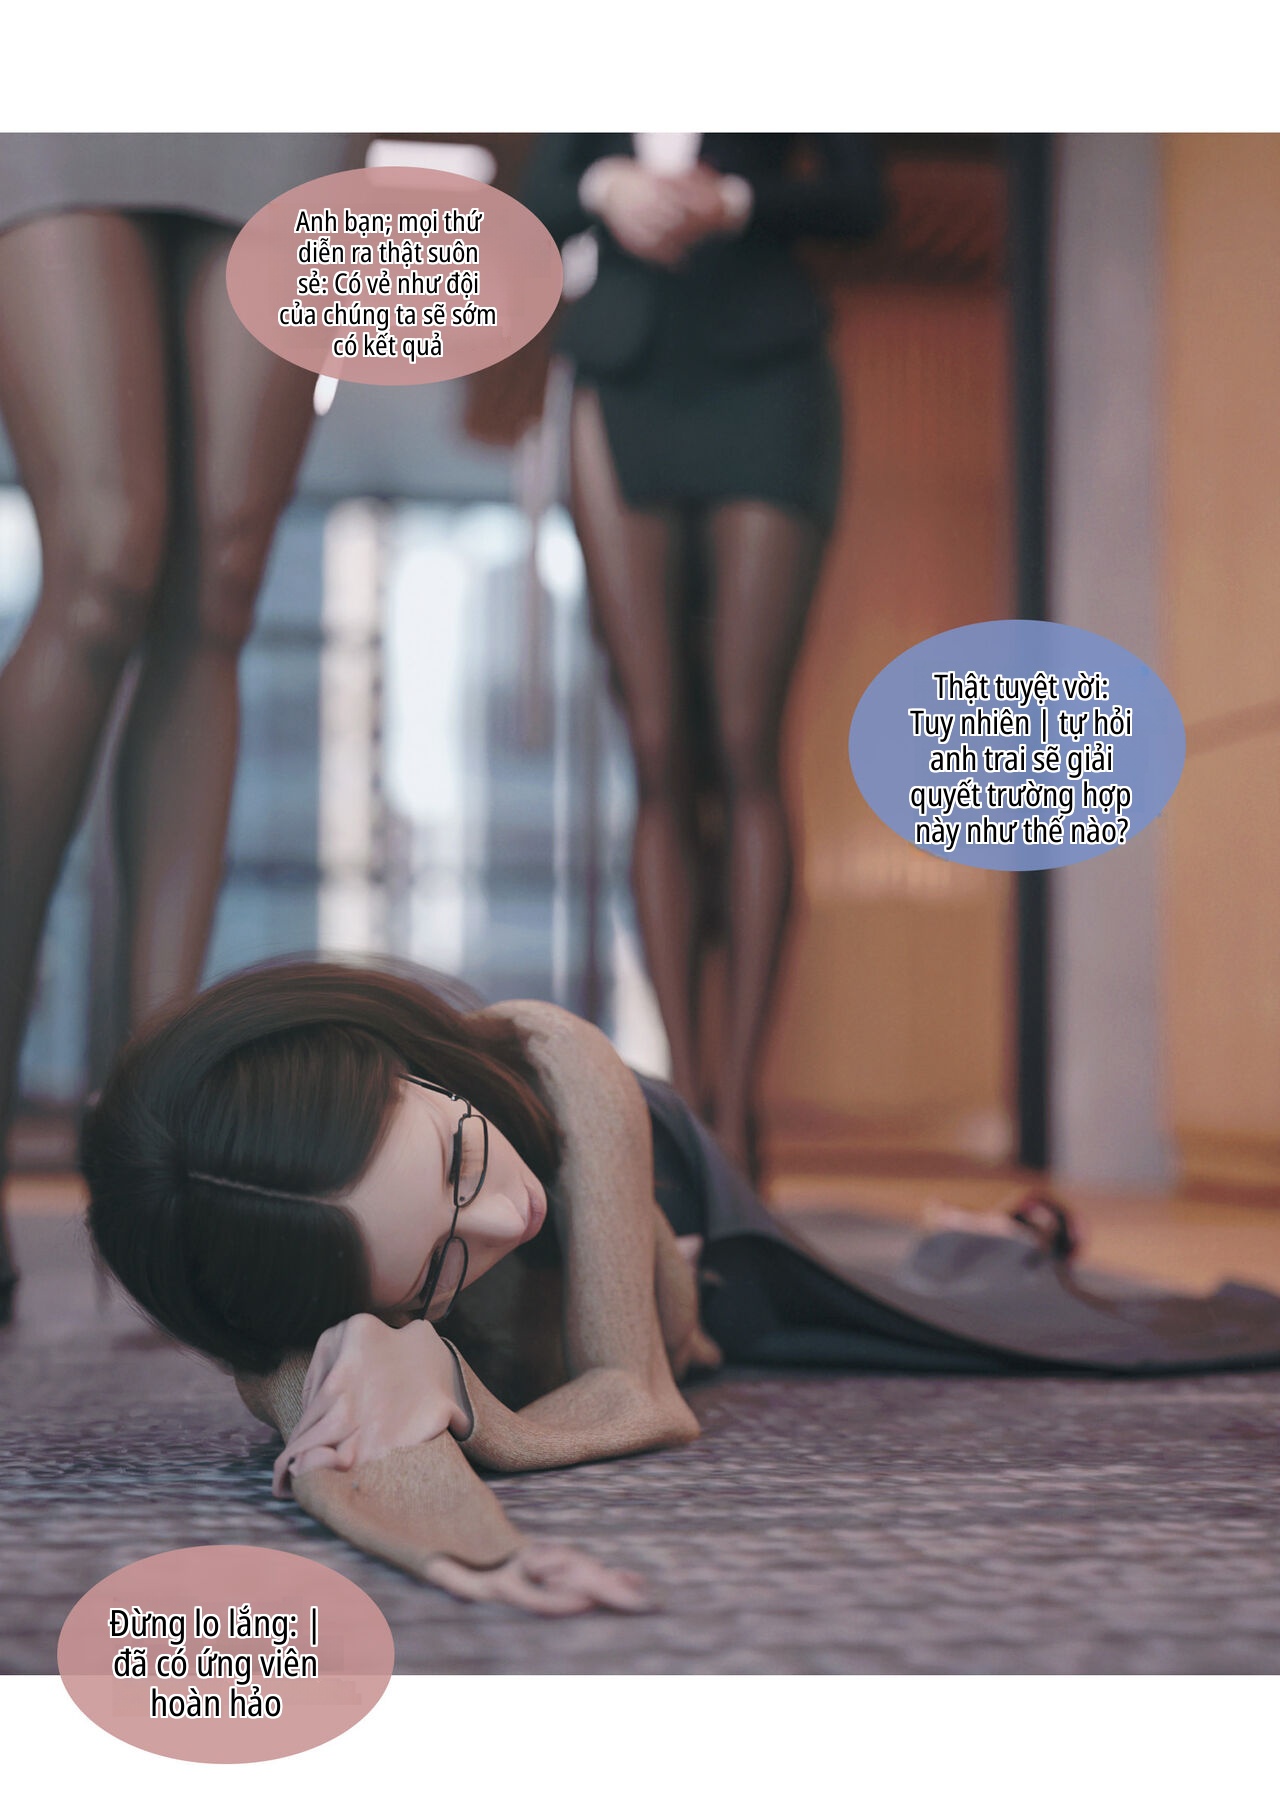 Anh bạn; mọi thứ
diễn ra thật suôn
sẻ: Có vẻ như đội
của chúng ta sẽ sớm
có kết quả
Thật tuyệt vời:
Tuy nhiên | tự hỏi
anh trai sẽ giải
quyết trường hợp
này như thế nào?
Đừng lo lắng: |
đã có ứng viên
hoàn hảo